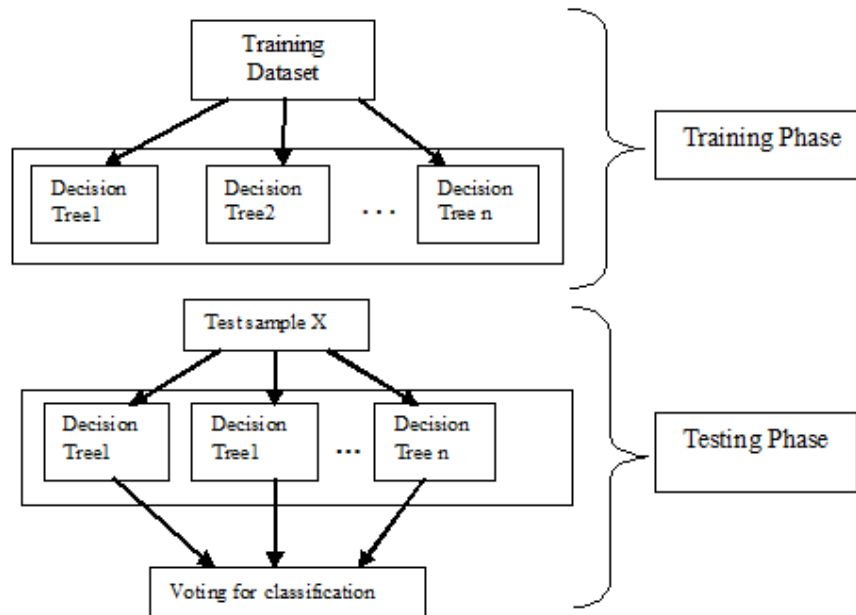 Training
Dataset
Training Phase
Decision
Tree1
Decision
Tree2
...
Decision
Tree n
Test sample X
Decision
Tree1
Decision
Tree1
...
Decision
Tree n
Testing Phase
Voting for classification